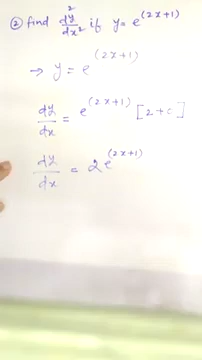 ② find d²y/dx² if y = e^(2x+1)
→ y = e^(2x+1)
dy/dx = e^(2x+1) [2+0]
dy/dx = 2e^(2x+1)